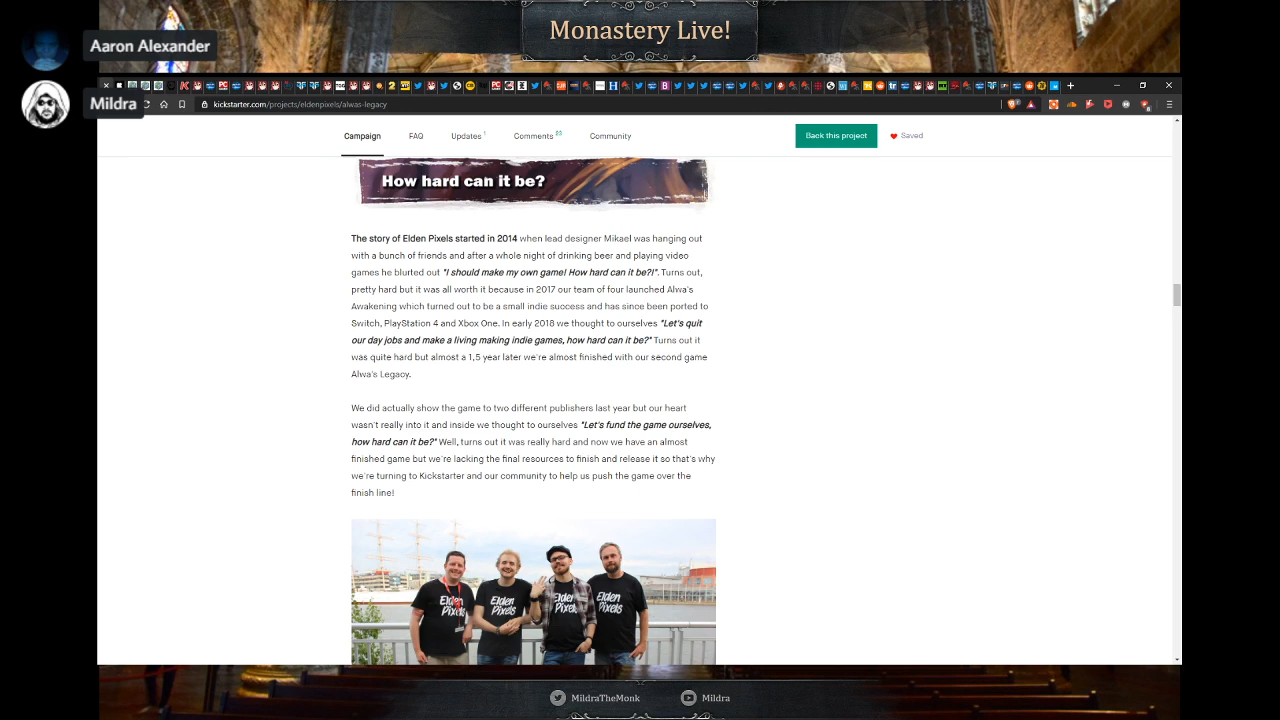 Monastery Live!
Aaron Alexander
Mildra
kickstarter.com/projects/eldenpixels/alwas-legacy
Campaign FAQ Updates 1 Comments Community Back this project Saved
How hard can it be?
The story of Elden Pixels started in 2014 when lead designer Mikael was hanging out
with a bunch of friends and after a whole night of drinking beer and playing video
games he blurted out "I should make my own game! How hard can it be?!". Turns out,
pretty hard but it was all worth it because in 2017 our team of four launched Alwa's
Awakening which turned out to be a small indie success and has since been ported to
Switch, PlayStation 4 and Xbox One. In early 2018 we thought to ourselves "Let's quit
our day jobs and make a living making indie games, how hard can it be?" Turns out it
was quite hard but almost a 1,5 year later we're almost finished with our second game
Alwa's Legacy.
We did actually show the game to two different publishers last year but our heart
wasn't really into it and inside we thought to ourselves "Let's fund the game ourselves,
how hard can it be?" Well, turns out it was really hard and now we have an almost
finished game but we're lacking the final resources to finish and release it so that's why
we're turning to Kickstarter and our community to help us push the game over the
finish line!
Elden Pixels
Elden Pixels
Elden Pixels
Elden Pixels
MildraTheMonk Mildra